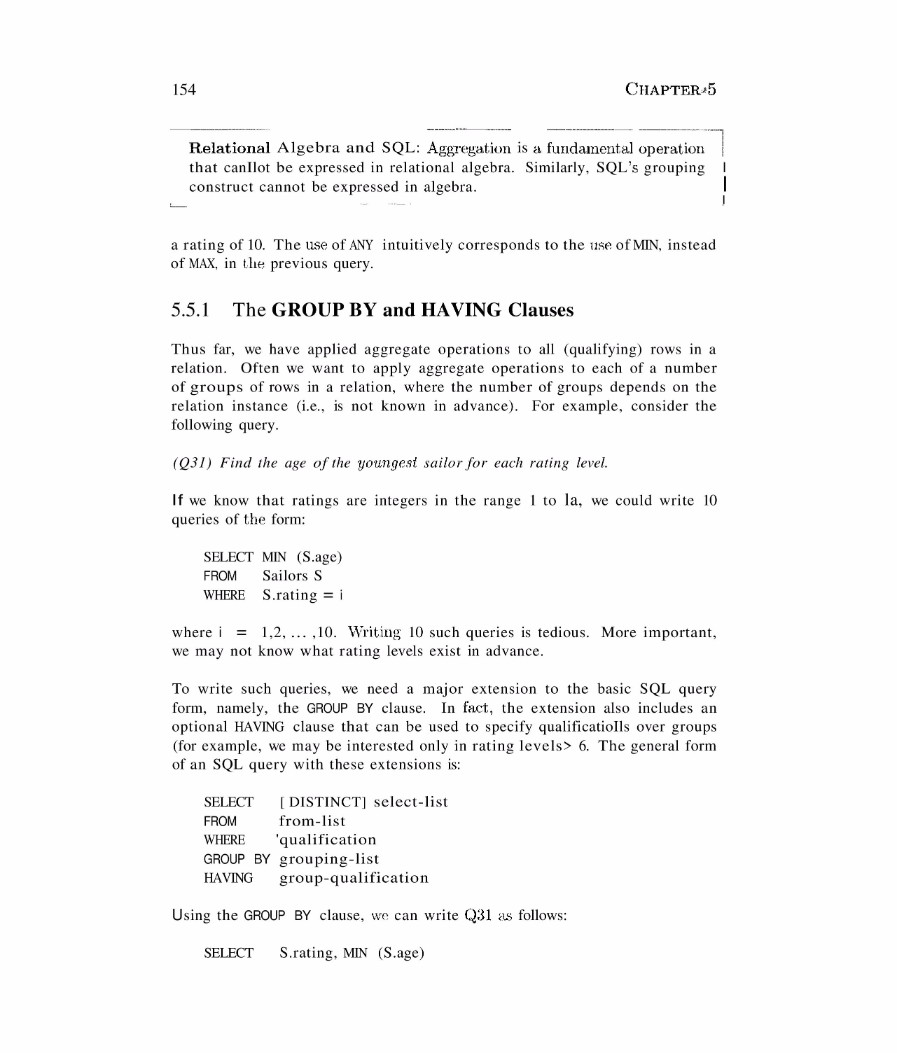 154 CHAPTER 5
Relational Algebra and SQL: Aggregation is a fundamental operation
that canIlot be expressed in relational algebra. Similarly, SQL's grouping
construct cannot be expressed in algebra.
a rating of 10. The use of ANY intuitively corresponds to the use of MIN, instead
of MAX, in the previous query.
5.5.1 The GROUP BY and HAVING Clauses
Thus far, we have applied aggregate operations to all (qualifying) rows in a
relation. Often we want to apply aggregate operations to each of a number
of groups of rows in a relation, where the number of groups depends on the
relation instance (i.e., is not known in advance). For example, consider the
following query.
(Q31) Find the age of the youngest sailor for each rating level.
If we know that ratings are integers in the range 1 to la, we could write 10
queries of the form:
SELECT MIN (S.age)
FROM Sailors S
WHERE S.rating = i
where i = 1,2, ... ,10. Writing 10 such queries is tedious. More important,
we may not know what rating levels exist in advance.
To write such queries, we need a major extension to the basic SQL query
form, namely, the GROUP BY clause. In fact, the extension also includes an
optional HAVING clause that can be used to specify qualificatioIls over groups
(for example, we may be interested only in rating levels> 6. The general form
of an SQL query with these extensions is:
SELECT [ DISTINCT] select-list
FROM from-list
WHERE 'qualification
GROUP BY grouping-list
HAVING group-qualification
Using the GROUP BY clause, we can write Q31 as follows:
SELECT S.rating, MIN (S.age)